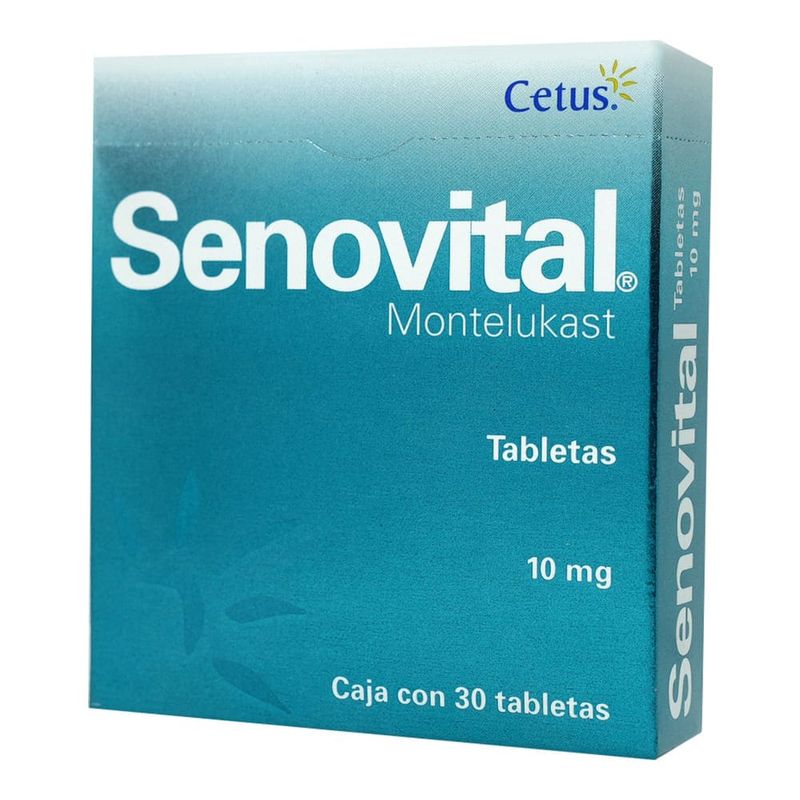 Cetus.
Senovital®
Montelukast
Tabletas
10 mg
Caja con 30 tabletas
Senovital Tabletas
10 mg